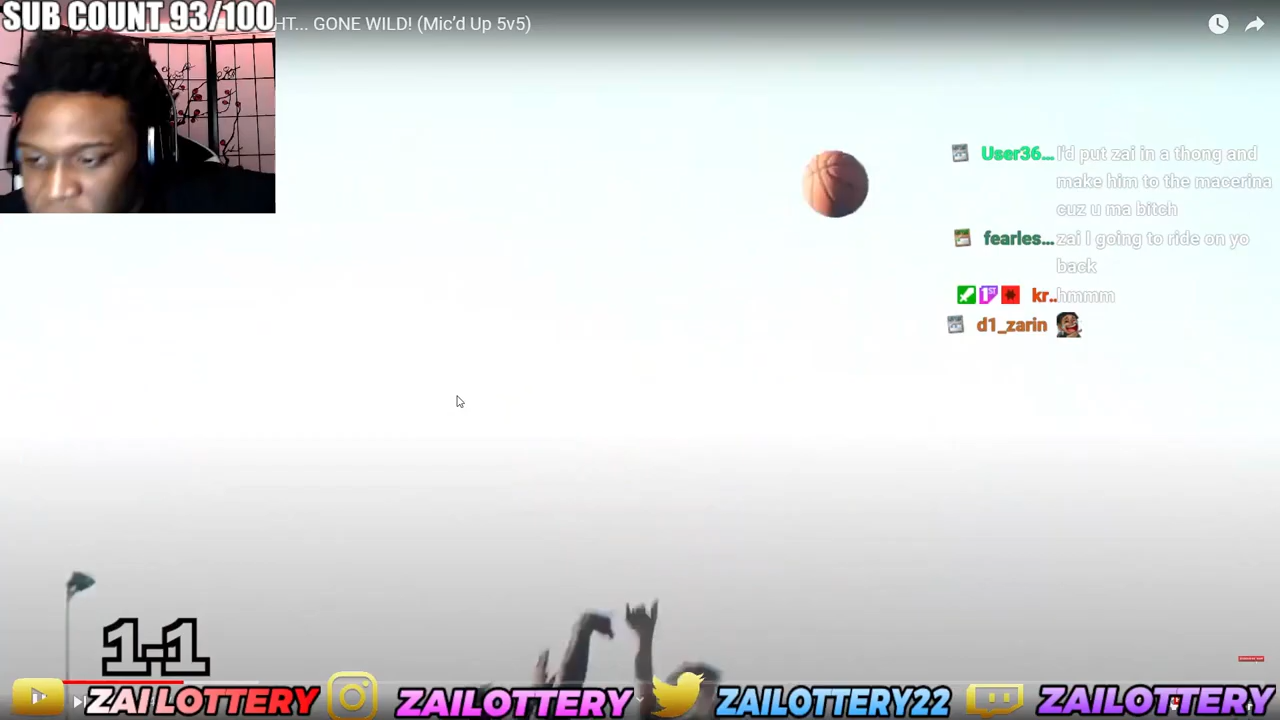 SUB COUNT 93/100
HT... GONE WILD! (Mic'd Up 5v5)
User36... I'd put zai in a thong and
make him to the macerina
cuz u ma bitch
fearles... zai I going to ride on yo
back
kr.. hmmm
d1_zarin
1-1
ZAILOTTERY ZAILOTTERY ZAILOTTERY22 ZAILOTTERY